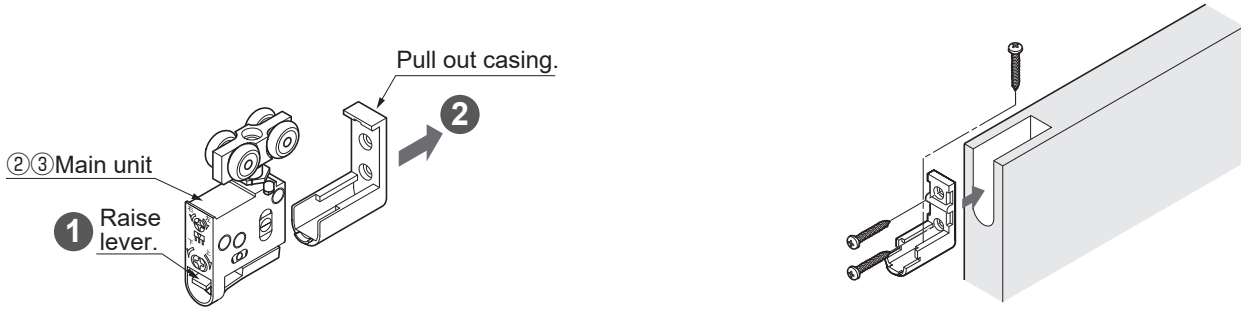 Pull out casing.
2
②③Main unit
1 Raise
lever.